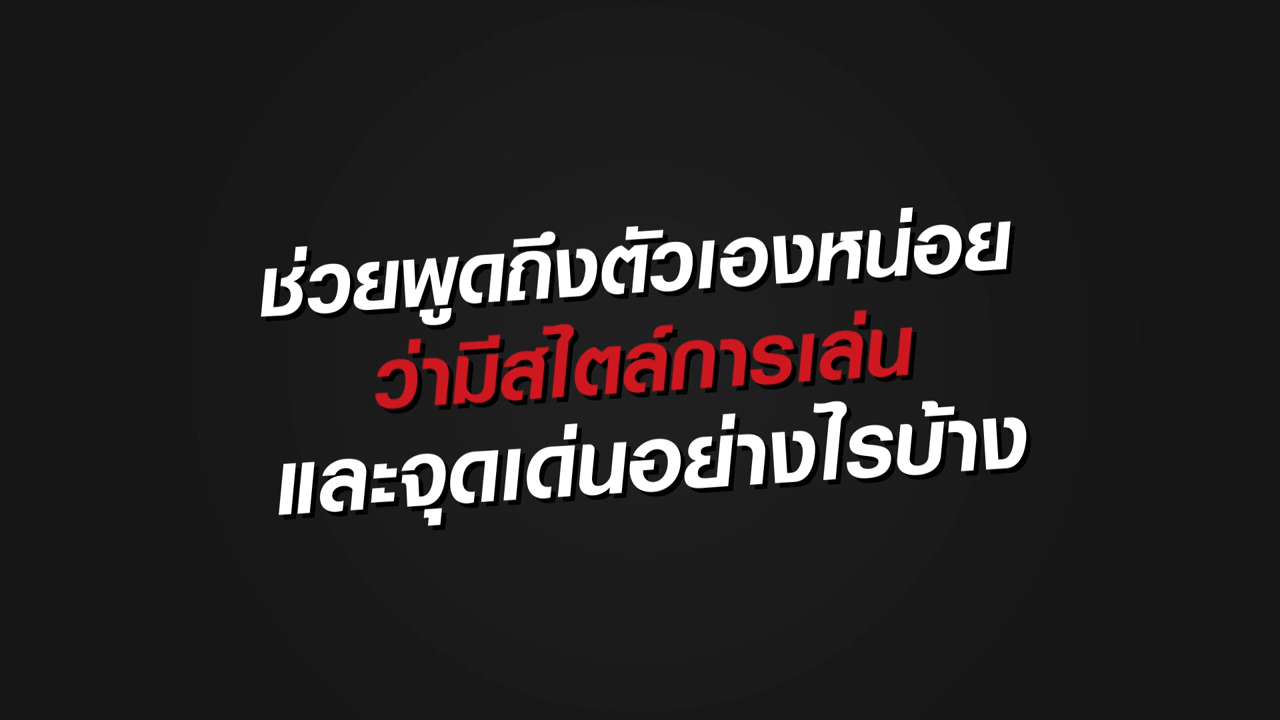 ช่วยพูดถึงตัวเองหน่อย
ว่ามีสไตล์การเล่น
และจุดเด่นอย่างไรบ้าง